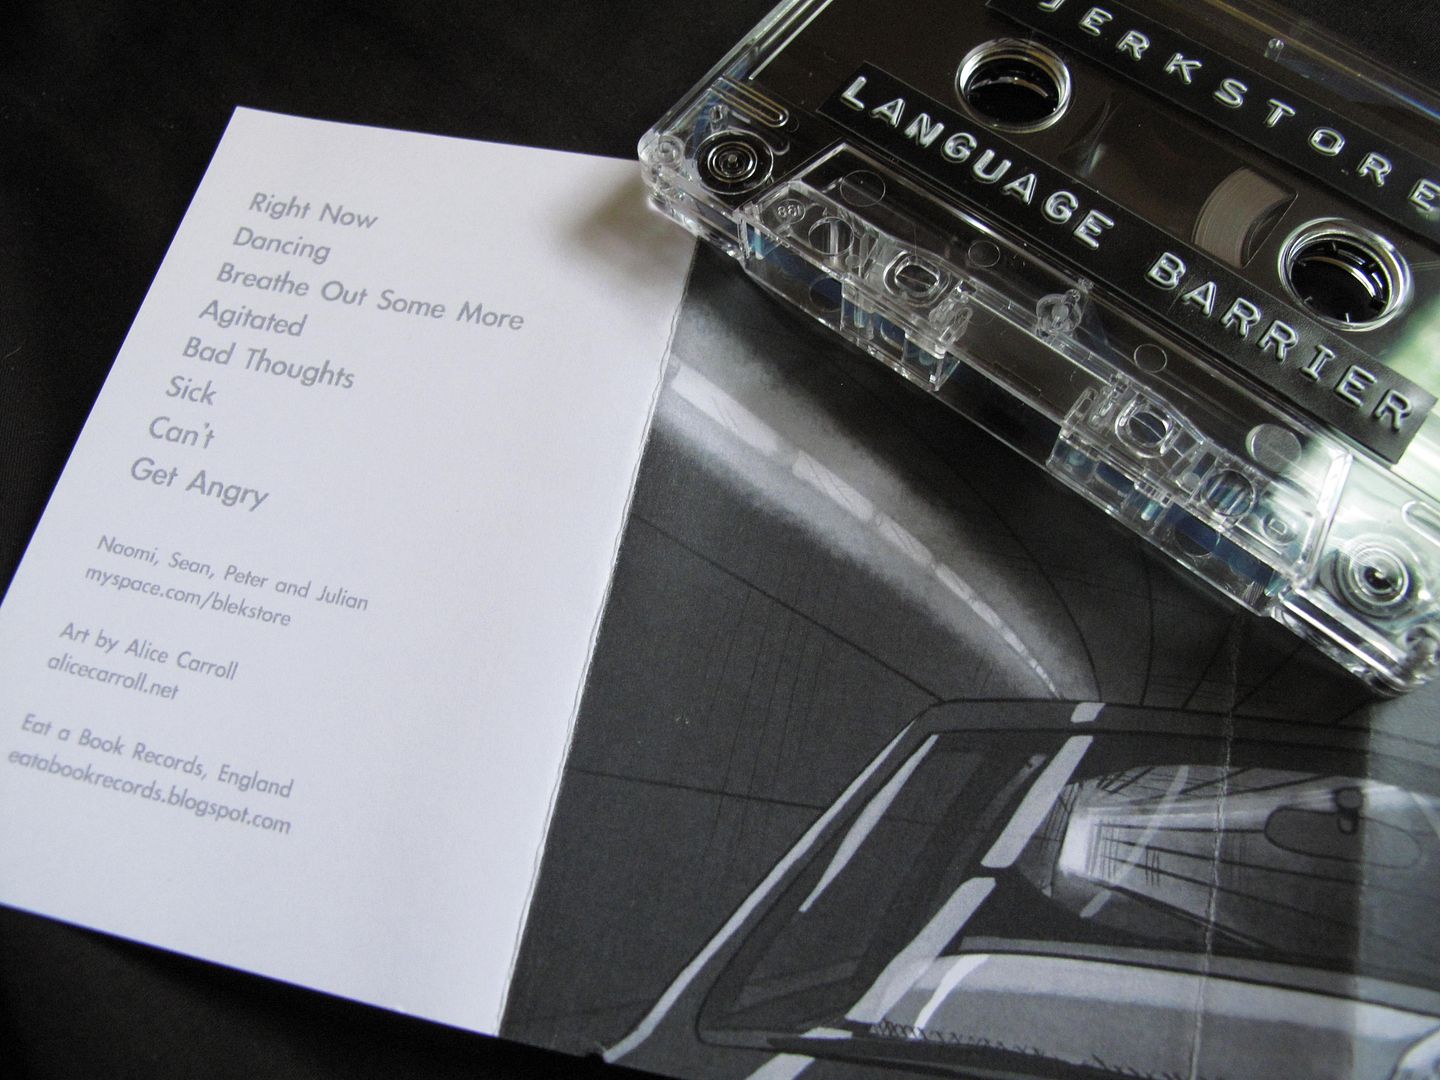 JERKSTORE
LANGUAGE BARRIER
Right Now
Dancing
Breathe Out Some More
Agitated
Bad Thoughts
Sick
Can't
Get Angry
Naomi, Sean, Peter and Julian
myspace.com/blekstore
Art by Alice Carroll
alicecarroll.net
Eat a Book Records, England
eatabookrecords.blogspot.com